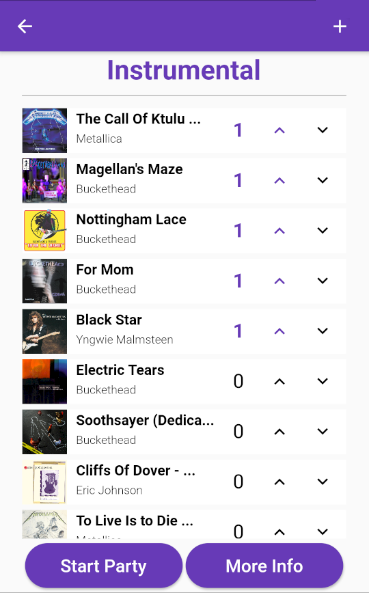 Instrumental
The Call Of Ktulu ...
Metallica
1
Magellan's Maze
Buckethead
1
Nottingham Lace
Buckethead
1
For Mom
Buckethead
1
Black Star
Yngwie Malmsteen
1
Electric Tears
Buckethead
0
Soothsayer (Dedica...
Buckethead
0
Cliffs Of Dover - ...
Eric Johnson
0
To Live Is to Die ...
Metallica
0
Start Party
More Info